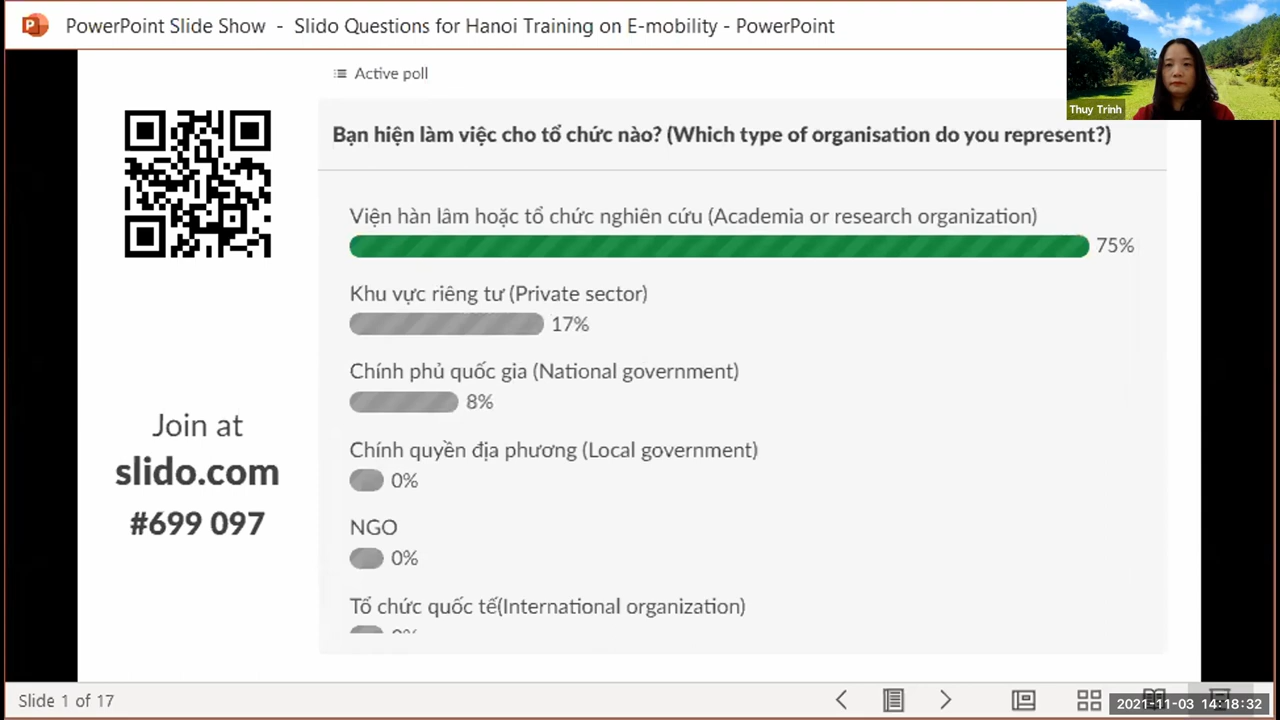 PowerPoint Slide Show - Slido Questions for Hanoi Training on E-mobility - PowerPoint
Thuy Trinh
Active poll
Bạn hiện làm việc cho tổ chức nào? (Which type of organisation do you represent?)
Viện hàn lâm hoặc tổ chức nghiên cứu (Academia or research organization)
75%
Khu vực riêng tư (Private sector)
17%
Chính phủ quốc gia (National government)
8%
Chính quyền địa phương (Local government)
0%
NGO
0%
Tổ chức quốc tế(International organization)
Join at
slido.com
#699 097
Slide 1 of 17
2021-11-03 14:18:32